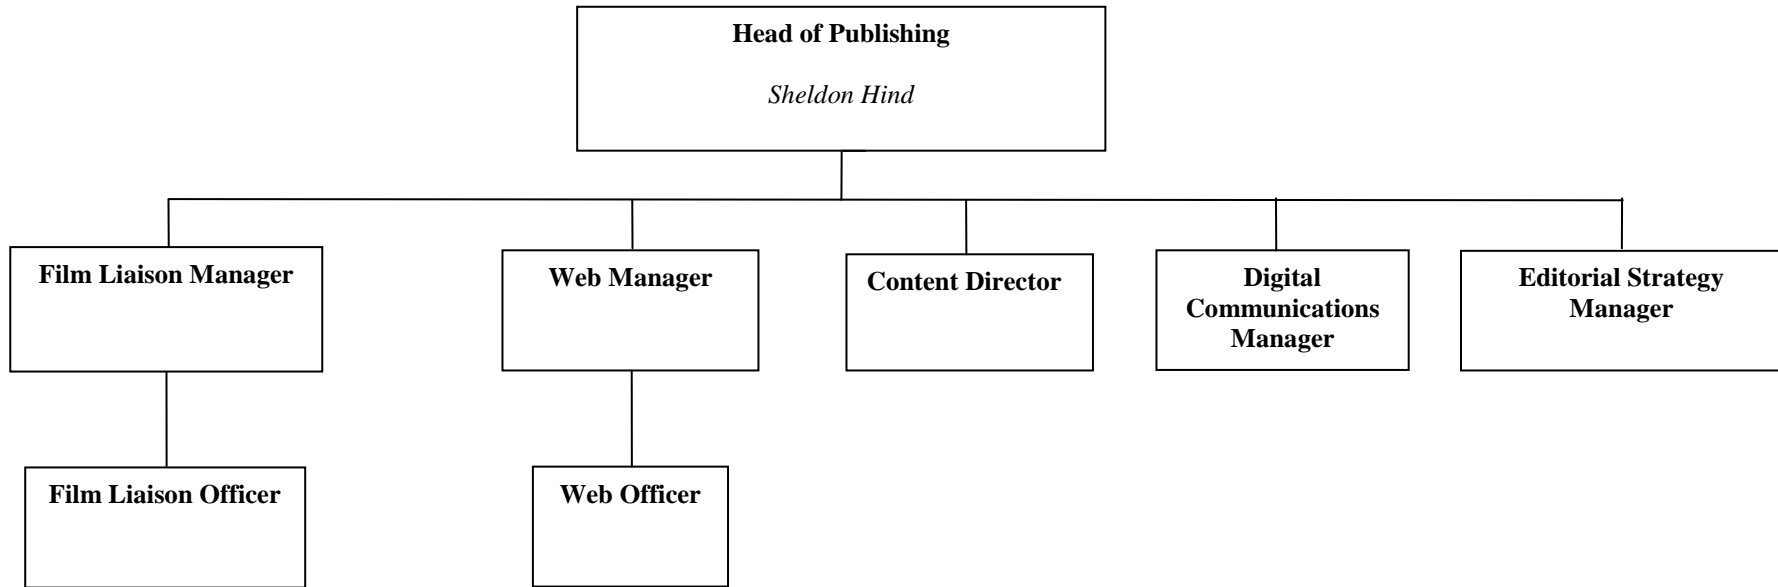 Head of Publishing
Sheldon Hind
Film Liaison Manager
Web Manager
Content Director
Digital
Communications
Manager
Editorial Strategy
Manager
Film Liaison Officer
Web Officer